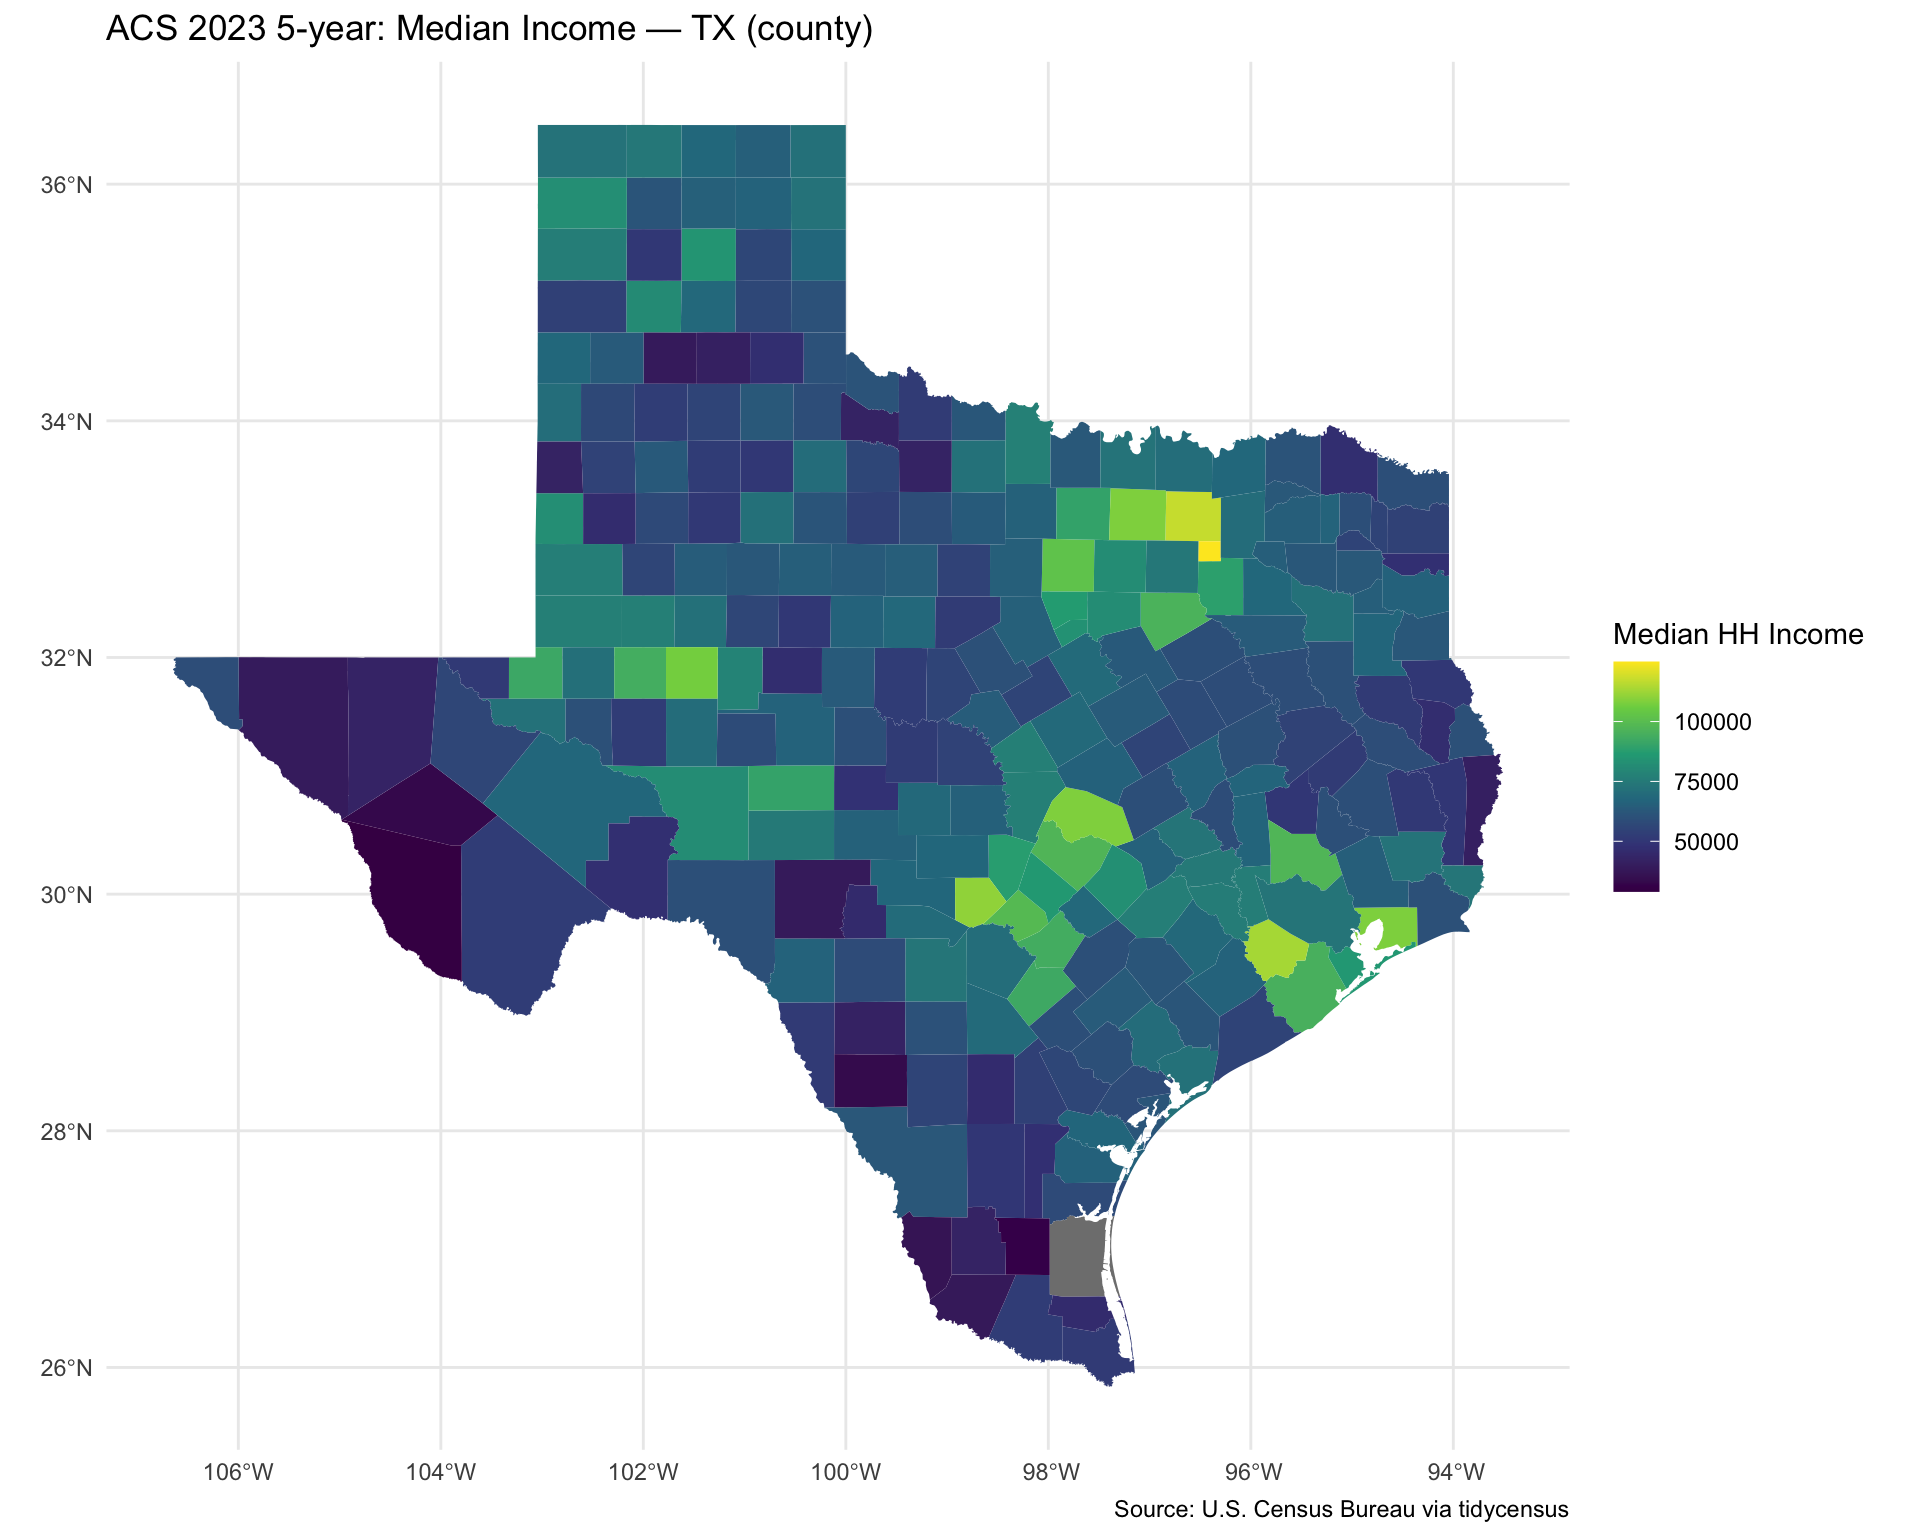 ACS 2023 5-year: Median Income — TX (county)
36°N
34°N
32°N
30°N
28°N
26°N
106°W
104°W
102°W
100°W
98°W
96°W
94°W
Median HH Income
100000
75000
50000
Source: U.S. Census Bureau via tidycensus